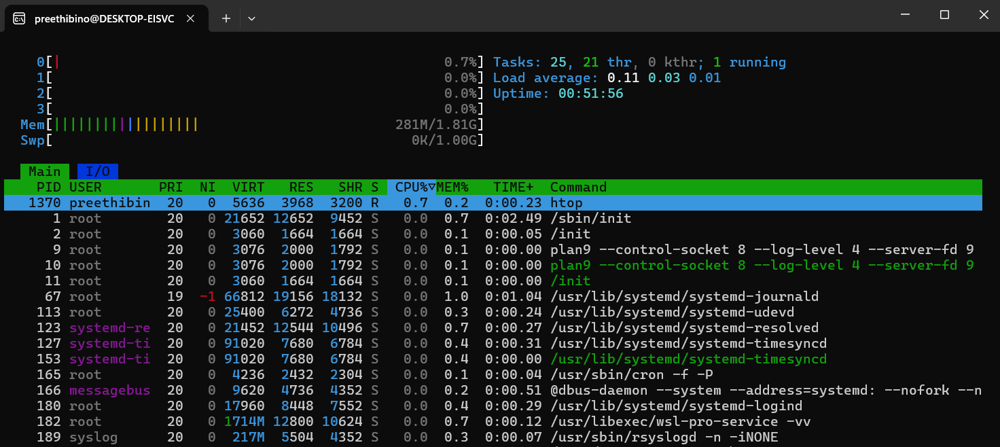 preethibino@DESKTOP-EISVC
0[| 0.7%] Tasks: 25, 21 thr, 0 kthr; 1 running
1[ 0.0%] Load average: 0.11 0.03 0.01
2[ 0.0%] Uptime: 00:51:56
3[ 0.0%]
Mem[|||||||||||||||||| 281M/1.81G]
Swp[ 0K/1.00G]
Main I/O
PID USER PRI NI VIRT RES SHR S CPU%▽MEM% TIME+ Command
1370 preethibin 20 0 5636 3968 3200 R 0.7 0.2 0:00.23 htop
1 root 20 0 21652 12652 9452 S 0.0 0.7 0:02.49 /sbin/init
2 root 20 0 3060 1664 1664 S 0.0 0.1 0:00.05 /init
9 root 20 0 3076 2000 1792 S 0.0 0.1 0:00.00 plan9 --control-socket 8 --log-level 4 --server-fd 9
10 root 20 0 3076 2000 1792 S 0.0 0.1 0:00.00 plan9 --control-socket 8 --log-level 4 --server-fd 9
11 root 20 0 3060 1664 1664 S 0.0 0.1 0:00.00 /init
67 root 19 -1 66812 19156 18132 S 0.0 1.0 0:01.04 /usr/lib/systemd/systemd-journald
113 root 20 0 25400 6272 4736 S 0.0 0.3 0:00.24 /usr/lib/systemd/systemd-udevd
123 systemd-re 20 0 21452 12544 10496 S 0.0 0.7 0:00.27 /usr/lib/systemd/systemd-resolved
127 systemd-ti 20 0 91020 7680 6784 S 0.0 0.4 0:00.31 /usr/lib/systemd/systemd-timesyncd
153 systemd-ti 20 0 91020 7680 6784 S 0.0 0.4 0:00.00 /usr/lib/systemd/systemd-timesyncd
165 root 20 0 4236 2432 2304 S 0.0 0.1 0:00.04 /usr/sbin/cron -f -P
166 messagebus 20 0 9620 4736 4352 S 0.0 0.2 0:00.51 @dbus-daemon --system --address=systemd: --nofork --n
180 root 20 0 17960 8448 7552 S 0.0 0.4 0:00.29 /usr/lib/systemd/systemd-logind
182 root 20 0 1714M 12800 10624 S 0.0 0.7 0:00.12 /usr/libexec/wsl-pro-service -vv
189 syslog 20 0 217M 5504 4352 S 0.0 0.3 0:00.07 /usr/sbin/rsyslogd -n -iNONE